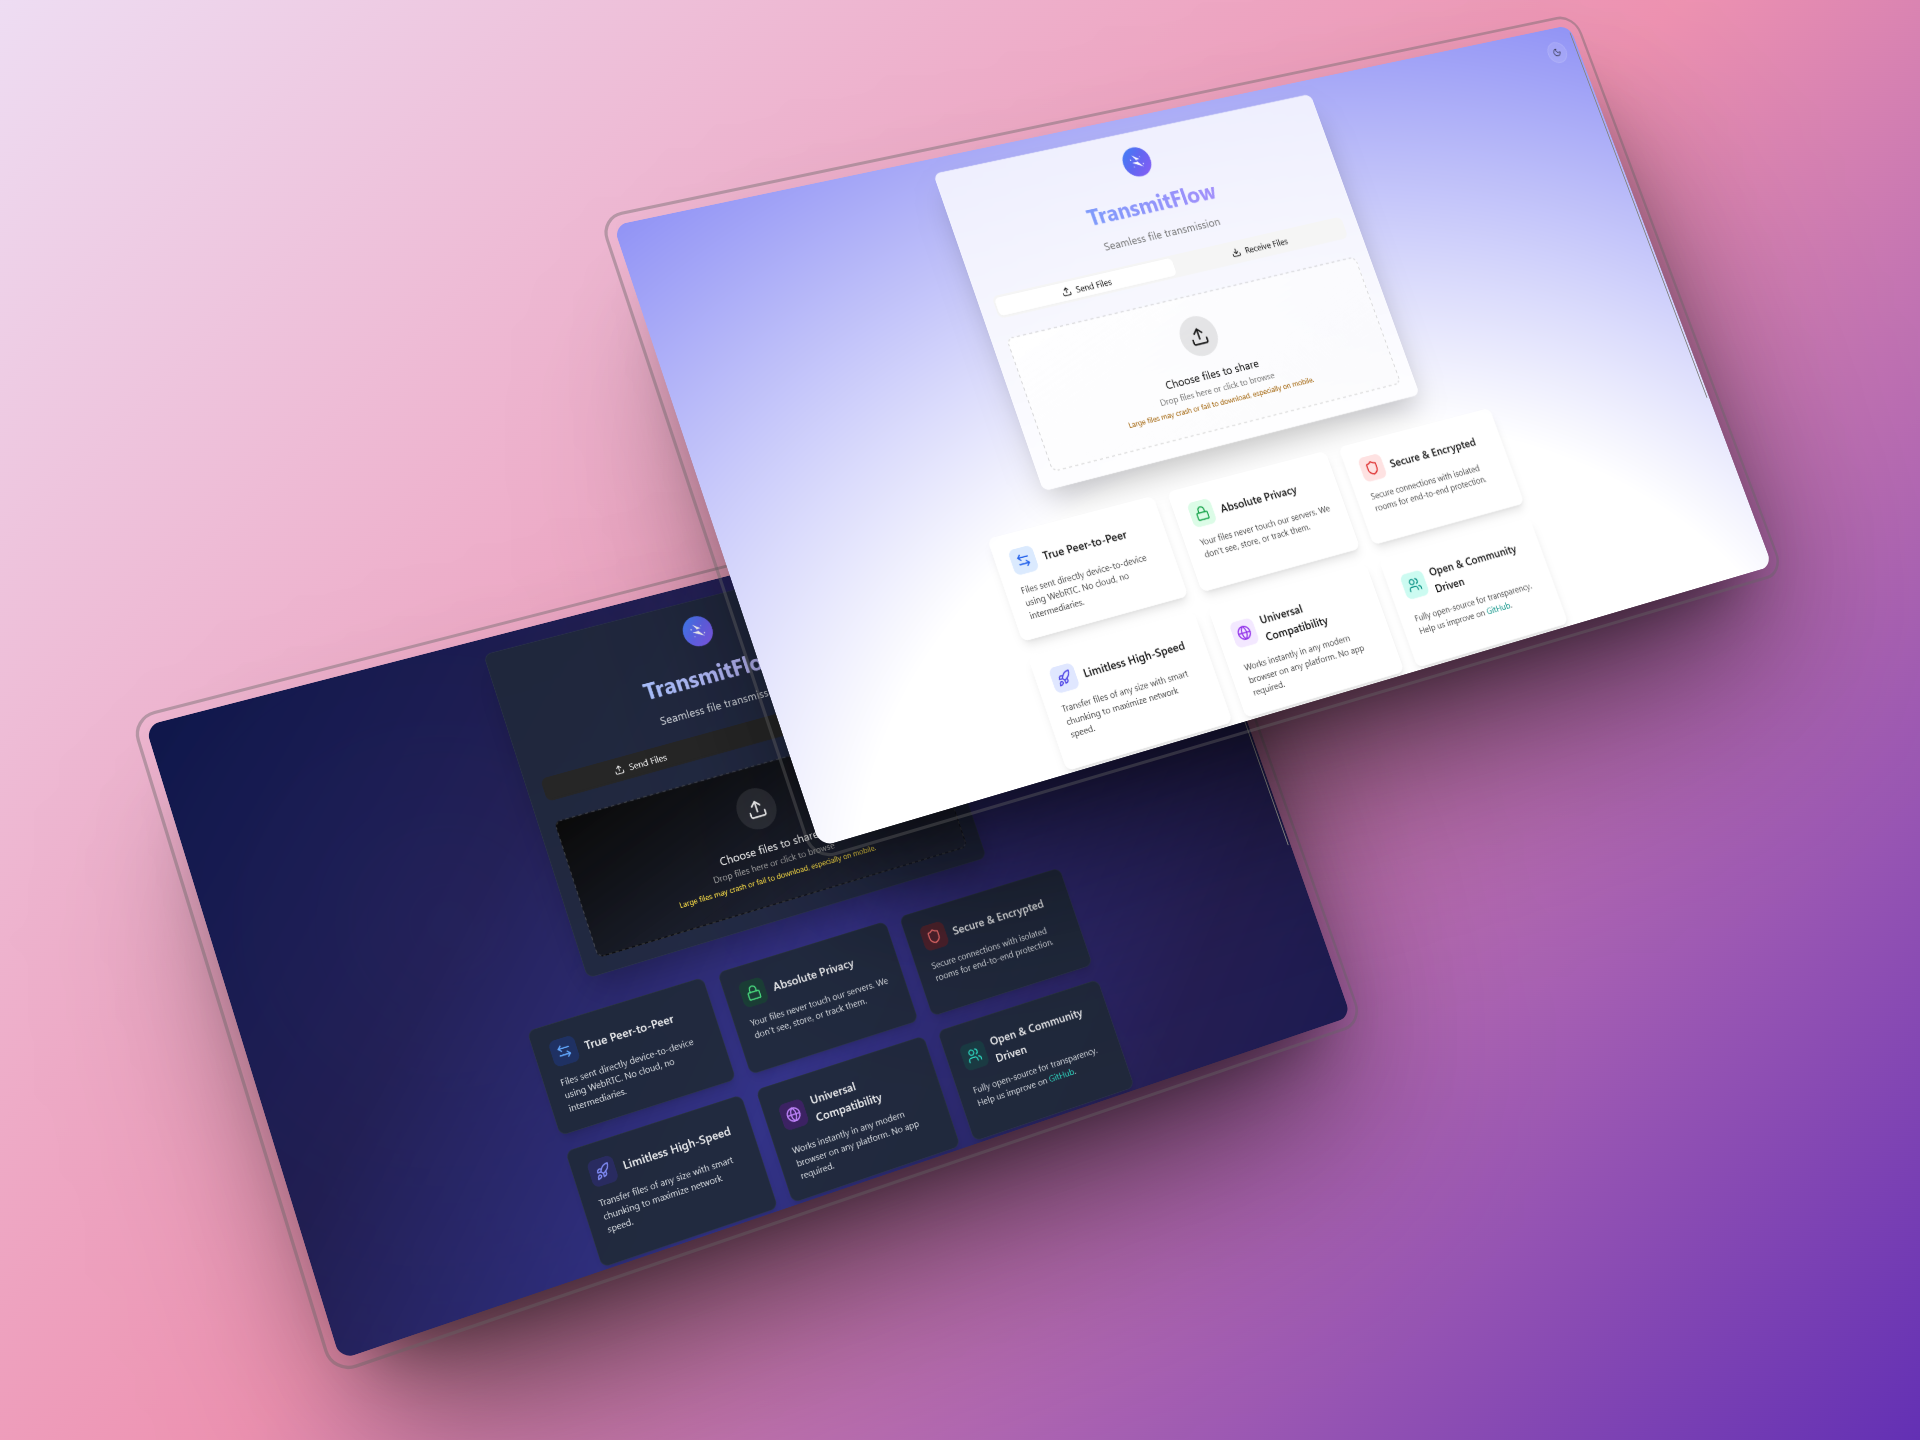 TransmitFlow
Seamless file transmission
Send Files
Receive Files
Choose files to share
Drop files here or click to browse
Large files may crash or fail to download, especially on mobile.
True Peer-to-Peer
Files sent directly device-to-device
using WebRTC. No cloud, no
intermediaries.
Absolute Privacy
Your files never touch our servers. We
don't see, store, or track them.
Secure & Encrypted
Secure connections with isolated
rooms for end-to-end protection.
Limitless High-Speed
Transfer files of any size with smart
chunking to maximize network
speed.
Universal
Compatibility
Works instantly in any modern
browser on any platform. No app
required.
Open & Community
Driven
Fully open-source for transparency.
Help us improve on GitHub.
TransmitFlo
Seamless file transmiss
Send Files
Choose files to share
Drop files here or click to browse
Large files may crash or fail to download, especially on mobile.
True Peer-to-Peer
Files sent directly device-to-device
using WebRTC. No cloud, no
intermediaries.
Absolute Privacy
Your files never touch our servers. We
don't see, store, or track them.
Secure & Encrypted
Secure connections with isolated
rooms for end-to-end protection.
Limitless High-Speed
Transfer files of any size with smart
chunking to maximize network
speed.
Universal
Compatibility
Works instantly in any modern
browser on any platform. No app
required.
Open & Community
Driven
Fully open-source for transparency.
Help us improve on GitHub.